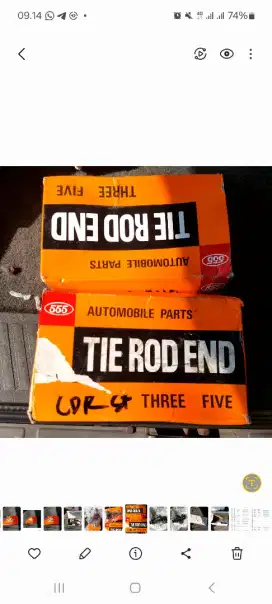 09.14
74%
THREE FIVE
TIE ROD END
AUTOMOBILE PARTS
555
555
AUTOMOBILE PARTS
TIE ROD END
THREE FIVE